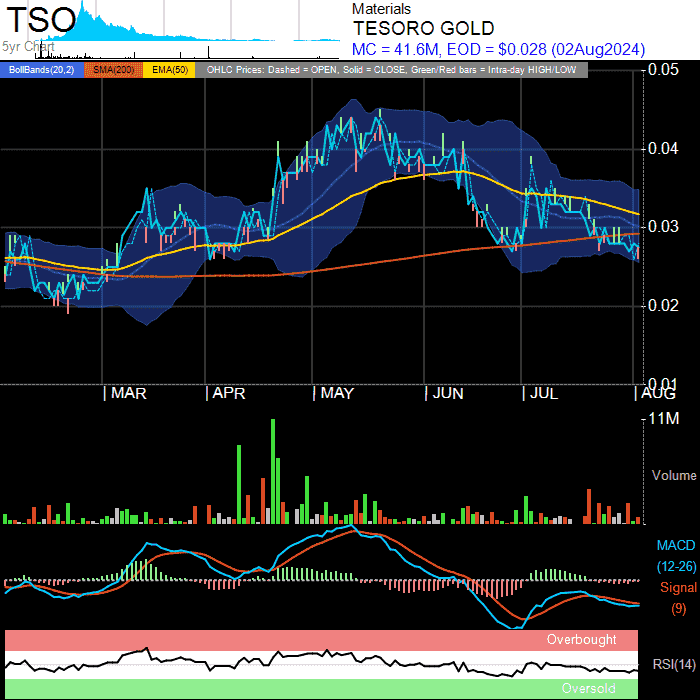 TSO
5yr Chart
Materials
TESORO GOLD
MC = 41.6M, EOD = $0.028 (02Aug2024)
BollBands(20,2) SMA(200) EMA(50) OHLC Prices: Dashed = OPEN, Solid = CLOSE, Green/Red bars = Intra-day HIGH/LOW
0.05
0.04
0.03
0.02
0.01
MAR APR MAY JUN JUL AUG
11M
Volume
MACD
(12-26)
Signal
(9)
Overbought
RSI(14)
Oversold